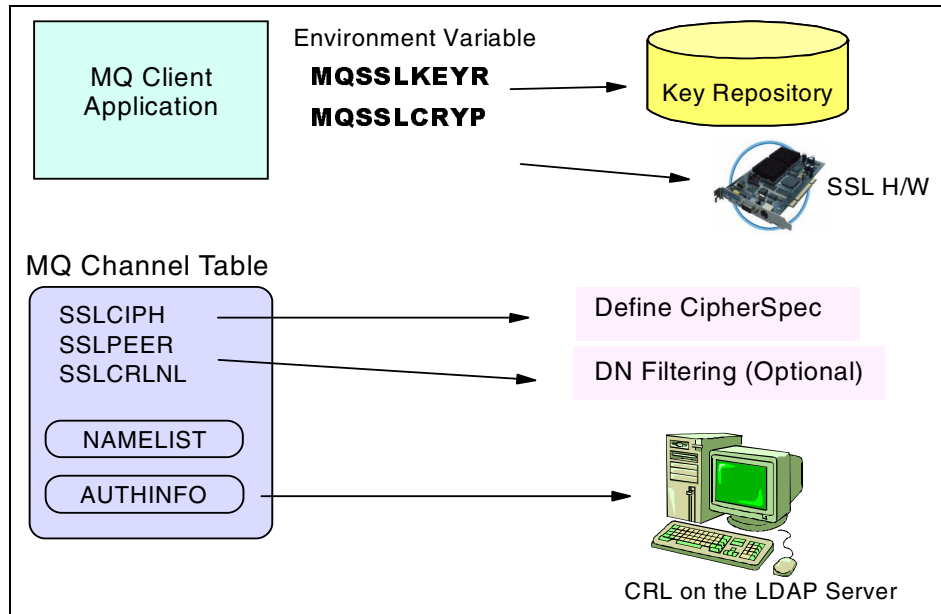 MQ Client
Application
Environment Variable
MQSSLKEYR
MQSSLCRYP
Key Repository
SSL H/W
MQ Channel Table
SSLCIPH
SSLPEER
SSLCRLNL
NAMELIST
AUTHINFO
Define CipherSpec
DN Filtering (Optional)
CRL on the LDAP Server